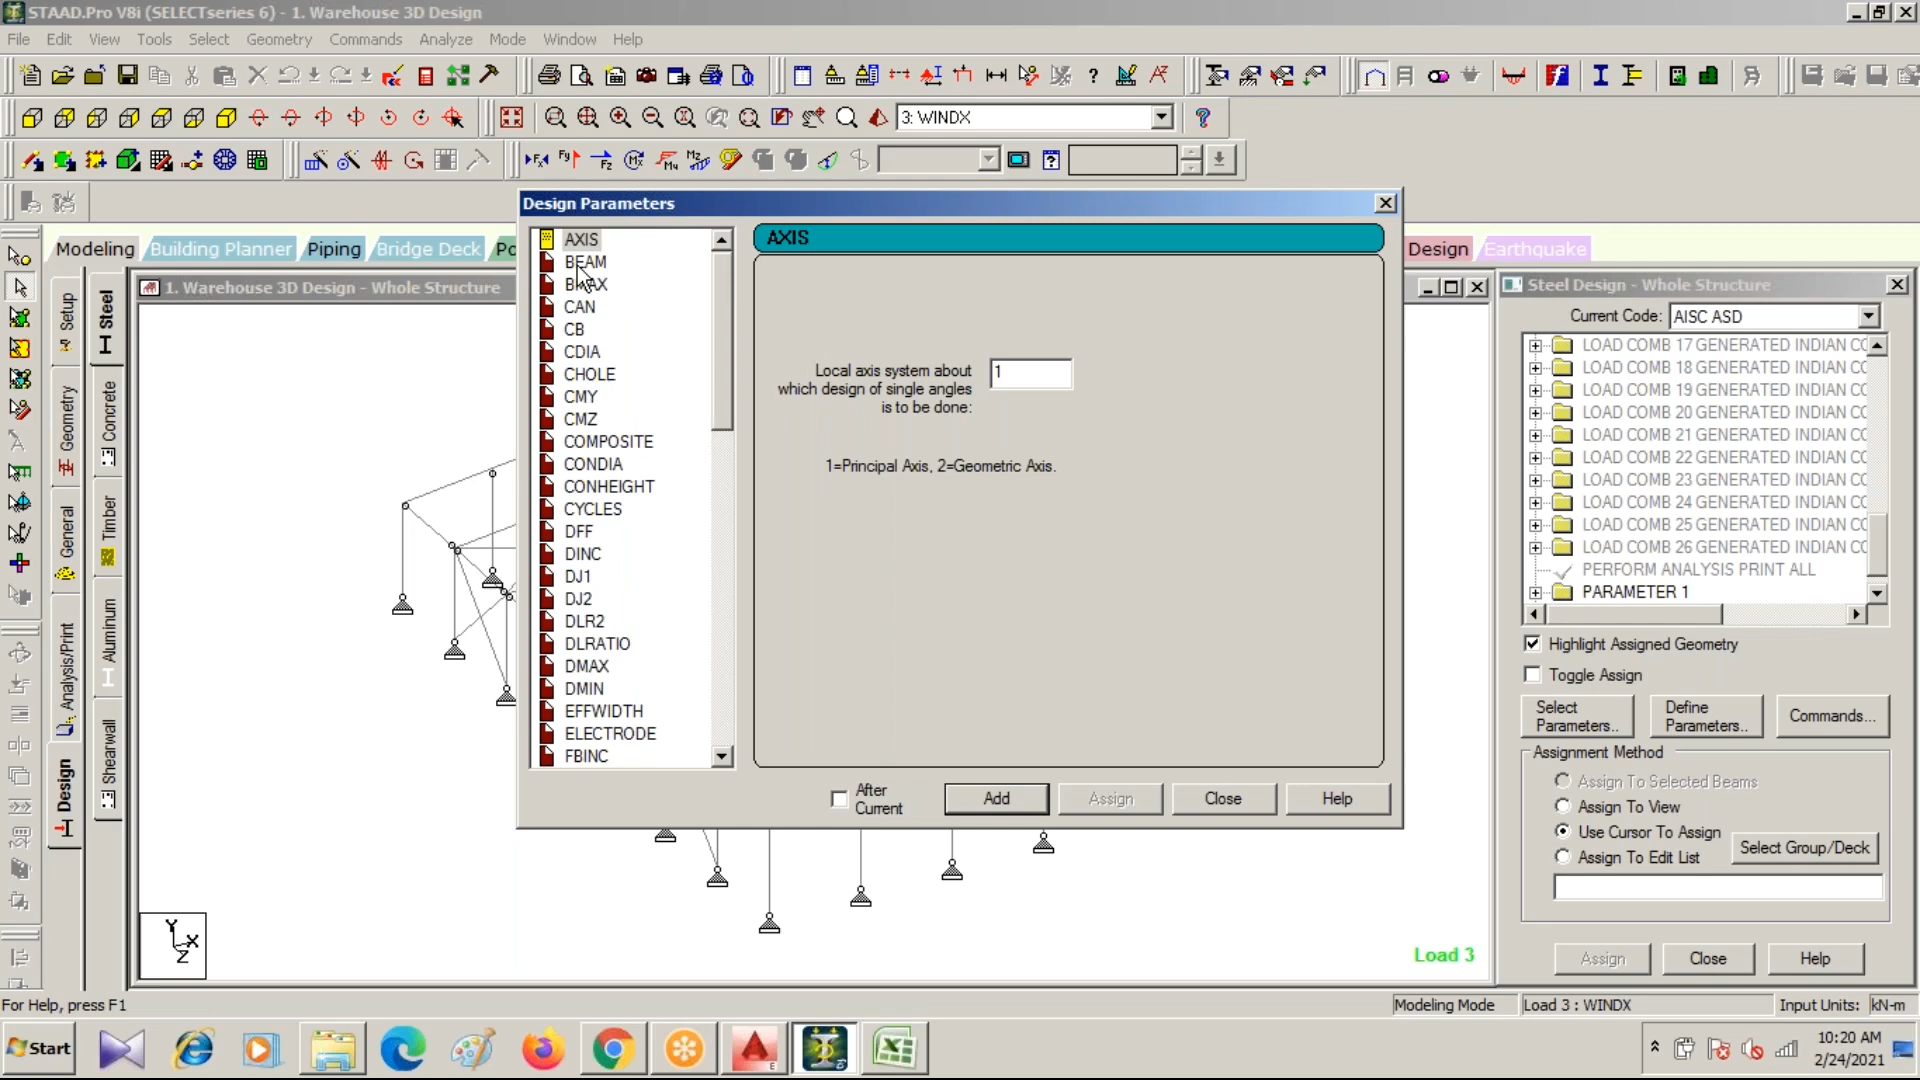 STAAD.Pro V8i (SELECTseries 6) - 1. Warehouse 3D Design
File Edit View Tools Select Geometry Commands Analyze Mode Window Help
3: WINDX
Modeling Building Planner Piping Bridge Deck Po
Design Earthquake
Design Parameters
AXIS
BEAM
BMAX
CAN
CB
CDIA
CHOLE
CMY
CMZ
COMPOSITE
CONDIA
CONHEIGHT
CYCLES
DFF
DINC
DJ1
DJ2
DLR2
DLRATIO
DMAX
DMIN
EFFWIDTH
ELECTRODE
FBINC
AXIS
Local axis system about
which design of single angles
is to be done:
1
1=Principal Axis, 2=Geometric Axis.
After
Current
Add
Assign
Close
Help
1. Warehouse 3D Design - Whole Structure
Setup
Geometry
General
Analysis/Print
Design
Steel
Concrete
Timber
Aluminum
Shearwall
Y
X
Z
Load 3
Steel Design - Whole Structure
Current Code: AISC ASD
LOAD COMB 17 GENERATED INDIAN CO
LOAD COMB 18 GENERATED INDIAN CO
LOAD COMB 19 GENERATED INDIAN CO
LOAD COMB 20 GENERATED INDIAN CO
LOAD COMB 21 GENERATED INDIAN CO
LOAD COMB 22 GENERATED INDIAN CO
LOAD COMB 23 GENERATED INDIAN CO
LOAD COMB 24 GENERATED INDIAN CO
LOAD COMB 25 GENERATED INDIAN CO
LOAD COMB 26 GENERATED INDIAN CO
PERFORM ANALYSIS PRINT ALL
PARAMETER 1
Highlight Assigned Geometry
Toggle Assign
Select
Parameters..
Define
Parameters..
Commands...
Assignment Method
Assign To Selected Beams
Assign To View
Use Cursor To Assign
Assign To Edit List
Select Group/Deck
Assign
Close
Help
For Help, press F1
Modeling Mode
Load 3 : WINDX
Input Units: kN-m
Start
10:20 AM
2/24/2021